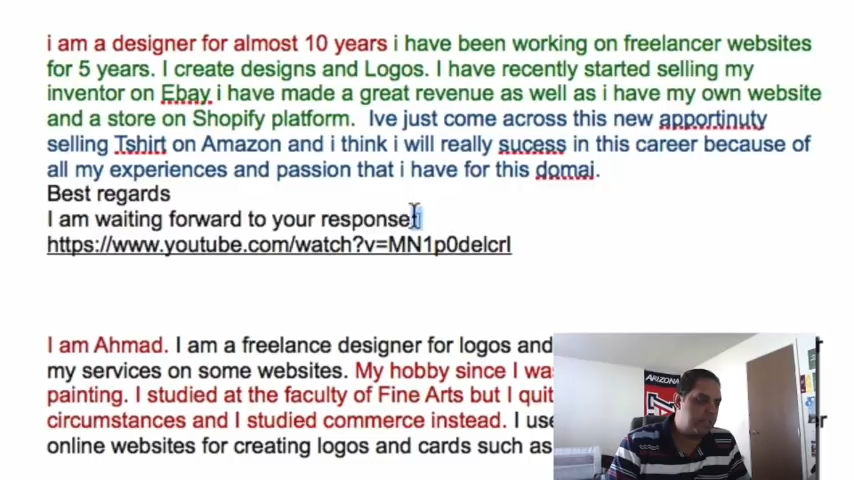 i am a designer for almost 10 years i have been working on freelancer websites
for 5 years. I create designs and Logos. I have recently started selling my
inventor on Ebay i have made a great revenue as well as i have my own website
and a store on Shopify platform. Ive just come across this new apportinuty
selling Tshirt on Amazon and i think i will really sucess in this career because of
all my experiences and passion that i have for this domai.
Best regards
I am waiting forward to your response
https://www.youtube.com/watch?v=MN1p0delcrI
I am Ahmad. I am a freelance designer for logos and
my services on some websites. My hobby since I was
painting. I studied at the faculty of Fine Arts but I quit
circumstances and I studied commerce instead. I use
online websites for creating logos and cards such as
ARIZONA